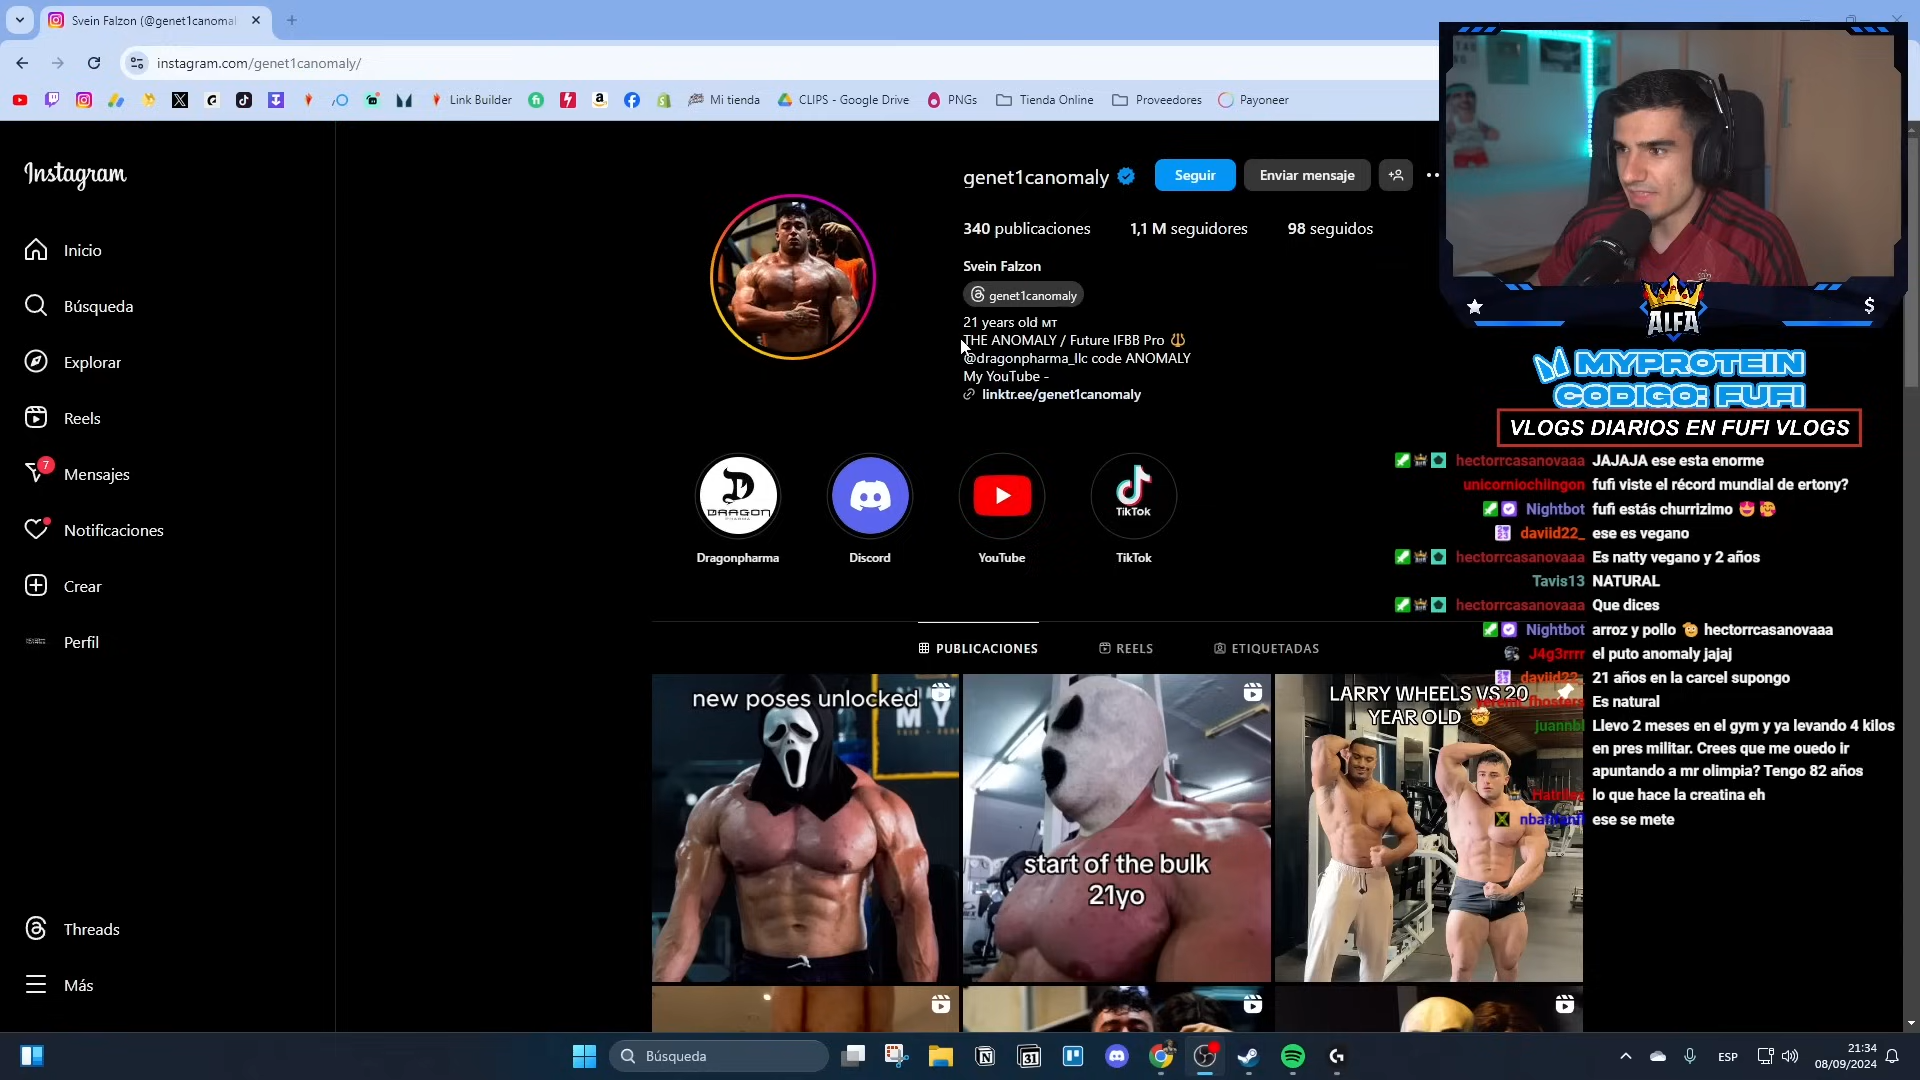 Svein Falzon (@genet1canomal
instagram.com/genet1canomaly/
Link Builder
Mi tienda
CLIPS - Google Drive
PNGs
Tienda Online
Proveedores
Payoneer
Instagram
Inicio
Búsqueda
Explorar
Reels
7
Mensajes
Notificaciones
Crear
Perfil
Threads
Más
genet1canomaly
Seguir
Enviar mensaje
340 publicaciones
1,1 M seguidores
98 seguidos
Svein Falzon
genet1canomaly
21 years old MT
THE ANOMALY / Future IFBB Pro 🔱
@dragonpharma_llc code ANOMALY
My YouTube -
linktr.ee/genet1canomaly
DRAGON
PHARMA
TikTok
Dragonpharma
Discord
YouTube
TikTok
PUBLICACIONES
REELS
ETIQUETADAS
new poses unlocked
start of the bulk
21yo
LARRY WHEELS VS 20
YEAR OLD 🤯
ALFA
$
MYPROTEIN
CODIGO: FUFI
VLOGS DIARIOS EN FUFI VLOGS
hectorrcasanovaaa JAJAJA ese esta enorme
unicorniochiingon fufi viste el récord mundial de ertony?
Nightbot fufi estás churrizimo 🤩 🥰
daviid22_ ese es vegano
hectorrcasanovaaa Es natty vegano y 2 años
Tavis13 NATURAL
hectorrcasanovaaa Que dices
Nightbot arroz y pollo hectorrcasanovaaa
J4g3rrrr el puto anomaly jajaj
daviid22_ 21 años en la carcel supongo
Es natural
juannbl Llevo 2 meses en el gym y ya levando 4 kilos
en pres militar. Crees que me ouedo ir
apuntando a mr olimpia? Tengo 82 años
lo que hace la creatina eh
ese se mete
Búsqueda
31
ESP
21:34
08/09/2024